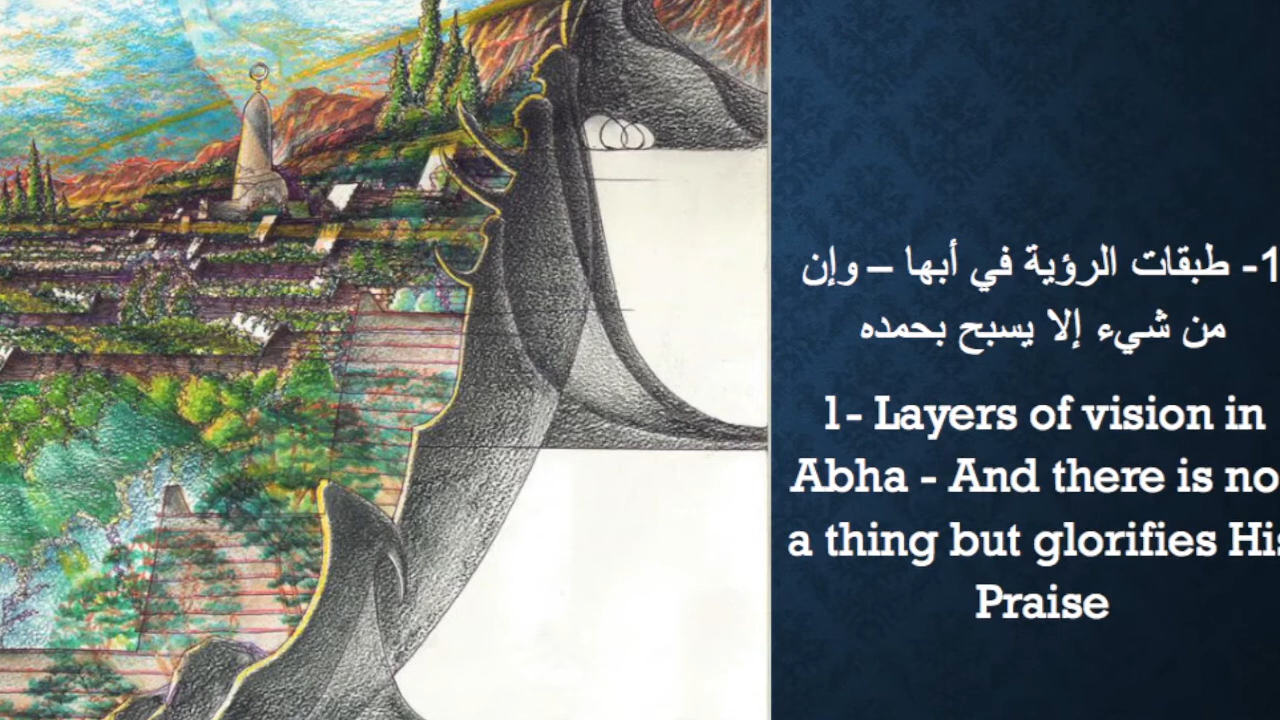 1- طبقات الرؤية في أبها – وإن
من شيء إلا يسبح بحمده
1- Layers of vision in
Abha - And there is no
a thing but glorifies His
Praise